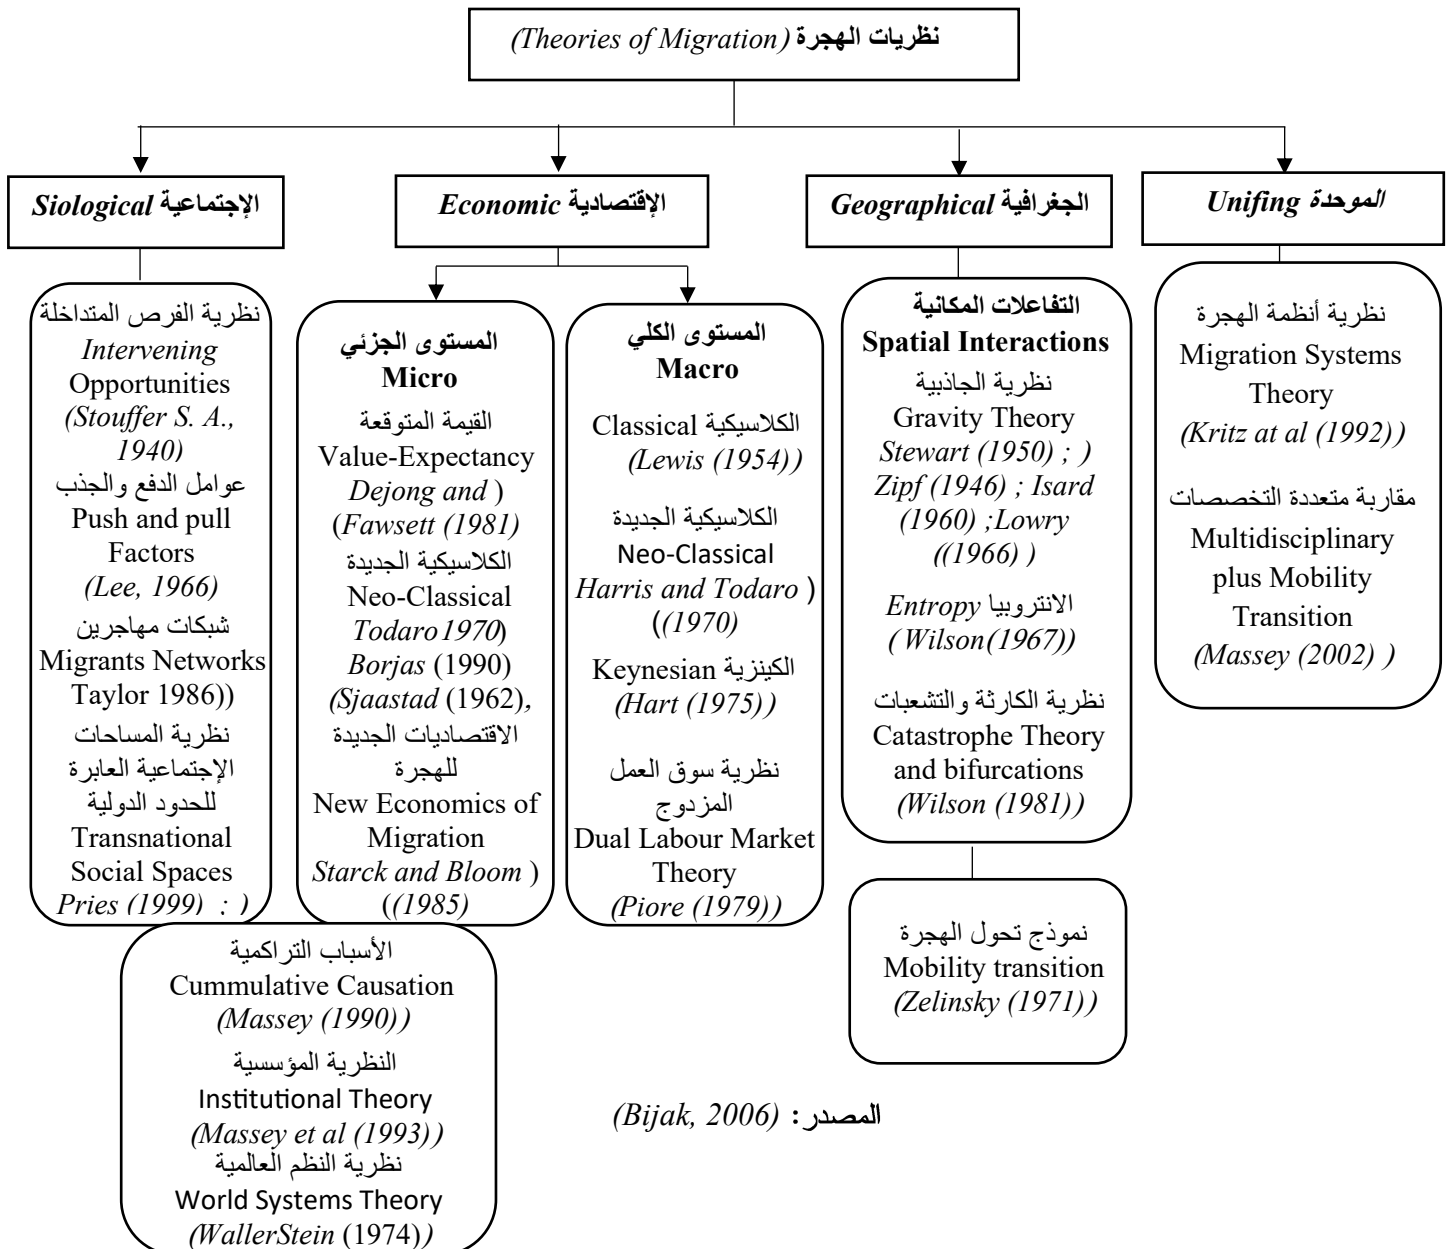 نظريات الهجرة (Theories of Migration)
الإجتماعية Siological
الإقتصادية Economic
الجغرافية Geographical
الموحدة Unifing
نظرية الفرص المتداخلة
Intervening
Opportunities
(Stouffer S. A.,
1940)
عوامل الدفع والجذب
Push and pull
Factors
(Lee, 1966)
شبكات مهاجرين
Migrants Networks
Taylor 1986))
نظرية المساحات
الإجتماعية العابرة
للحدود الدولية
Transnational
Social Spaces
Pries (1999) ; )
المستوى الجزئي
Micro
القيمة المتوقعة
Value-Expectancy
Dejong and )
(Fawsett (1981)
الكلاسيكية الجديدة
Neo-Classical
Todaro 1970)
Borjas (1990)
(Sjaastad (1962),
الاقتصاديات الجديدة
للهجرة
New Economics of
Migration
Starck and Bloom )
((1985)
المستوى الكلي
Macro
الكلاسيكية Classical
(Lewis (1954))
الكلاسيكية الجديدة
Neo-Classical
Harris and Todaro )
((1970)
الكينزية Keynesian
(Hart (1975))
نظرية سوق العمل
المزدوج
Dual Labour Market
Theory
(Piore (1979))
التفاعلات المكانية
Spatial Interactions
نظرية الجاذبية
Gravity Theory
Stewart (1950) ; )
Zipf (1946) ; Isard
(1960) ;Lowry
((1966) )
الانتروبيا Entropy
( Wilson(1967))
نظرية الكارثة والتشعبات
Catastrophe Theory
and bifurcations
(Wilson (1981))
نظرية أنظمة الهجرة
Migration Systems
Theory
(Kritz at al (1992))
مقاربة متعددة التخصصات
Multidisciplinary
plus Mobility
Transition
(Massey (2002) )
نموذج تحول الهجرة
Mobility transition
(Zelinsky (1971))
الأسباب التراكمية
Cummulative Causation
(Massey (1990))
النظرية المؤسسية
Institutional Theory
(Massey et al (1993))
نظرية النظم العالمية
World Systems Theory
(WallerStein (1974))
المصدر: (Bijak, 2006)